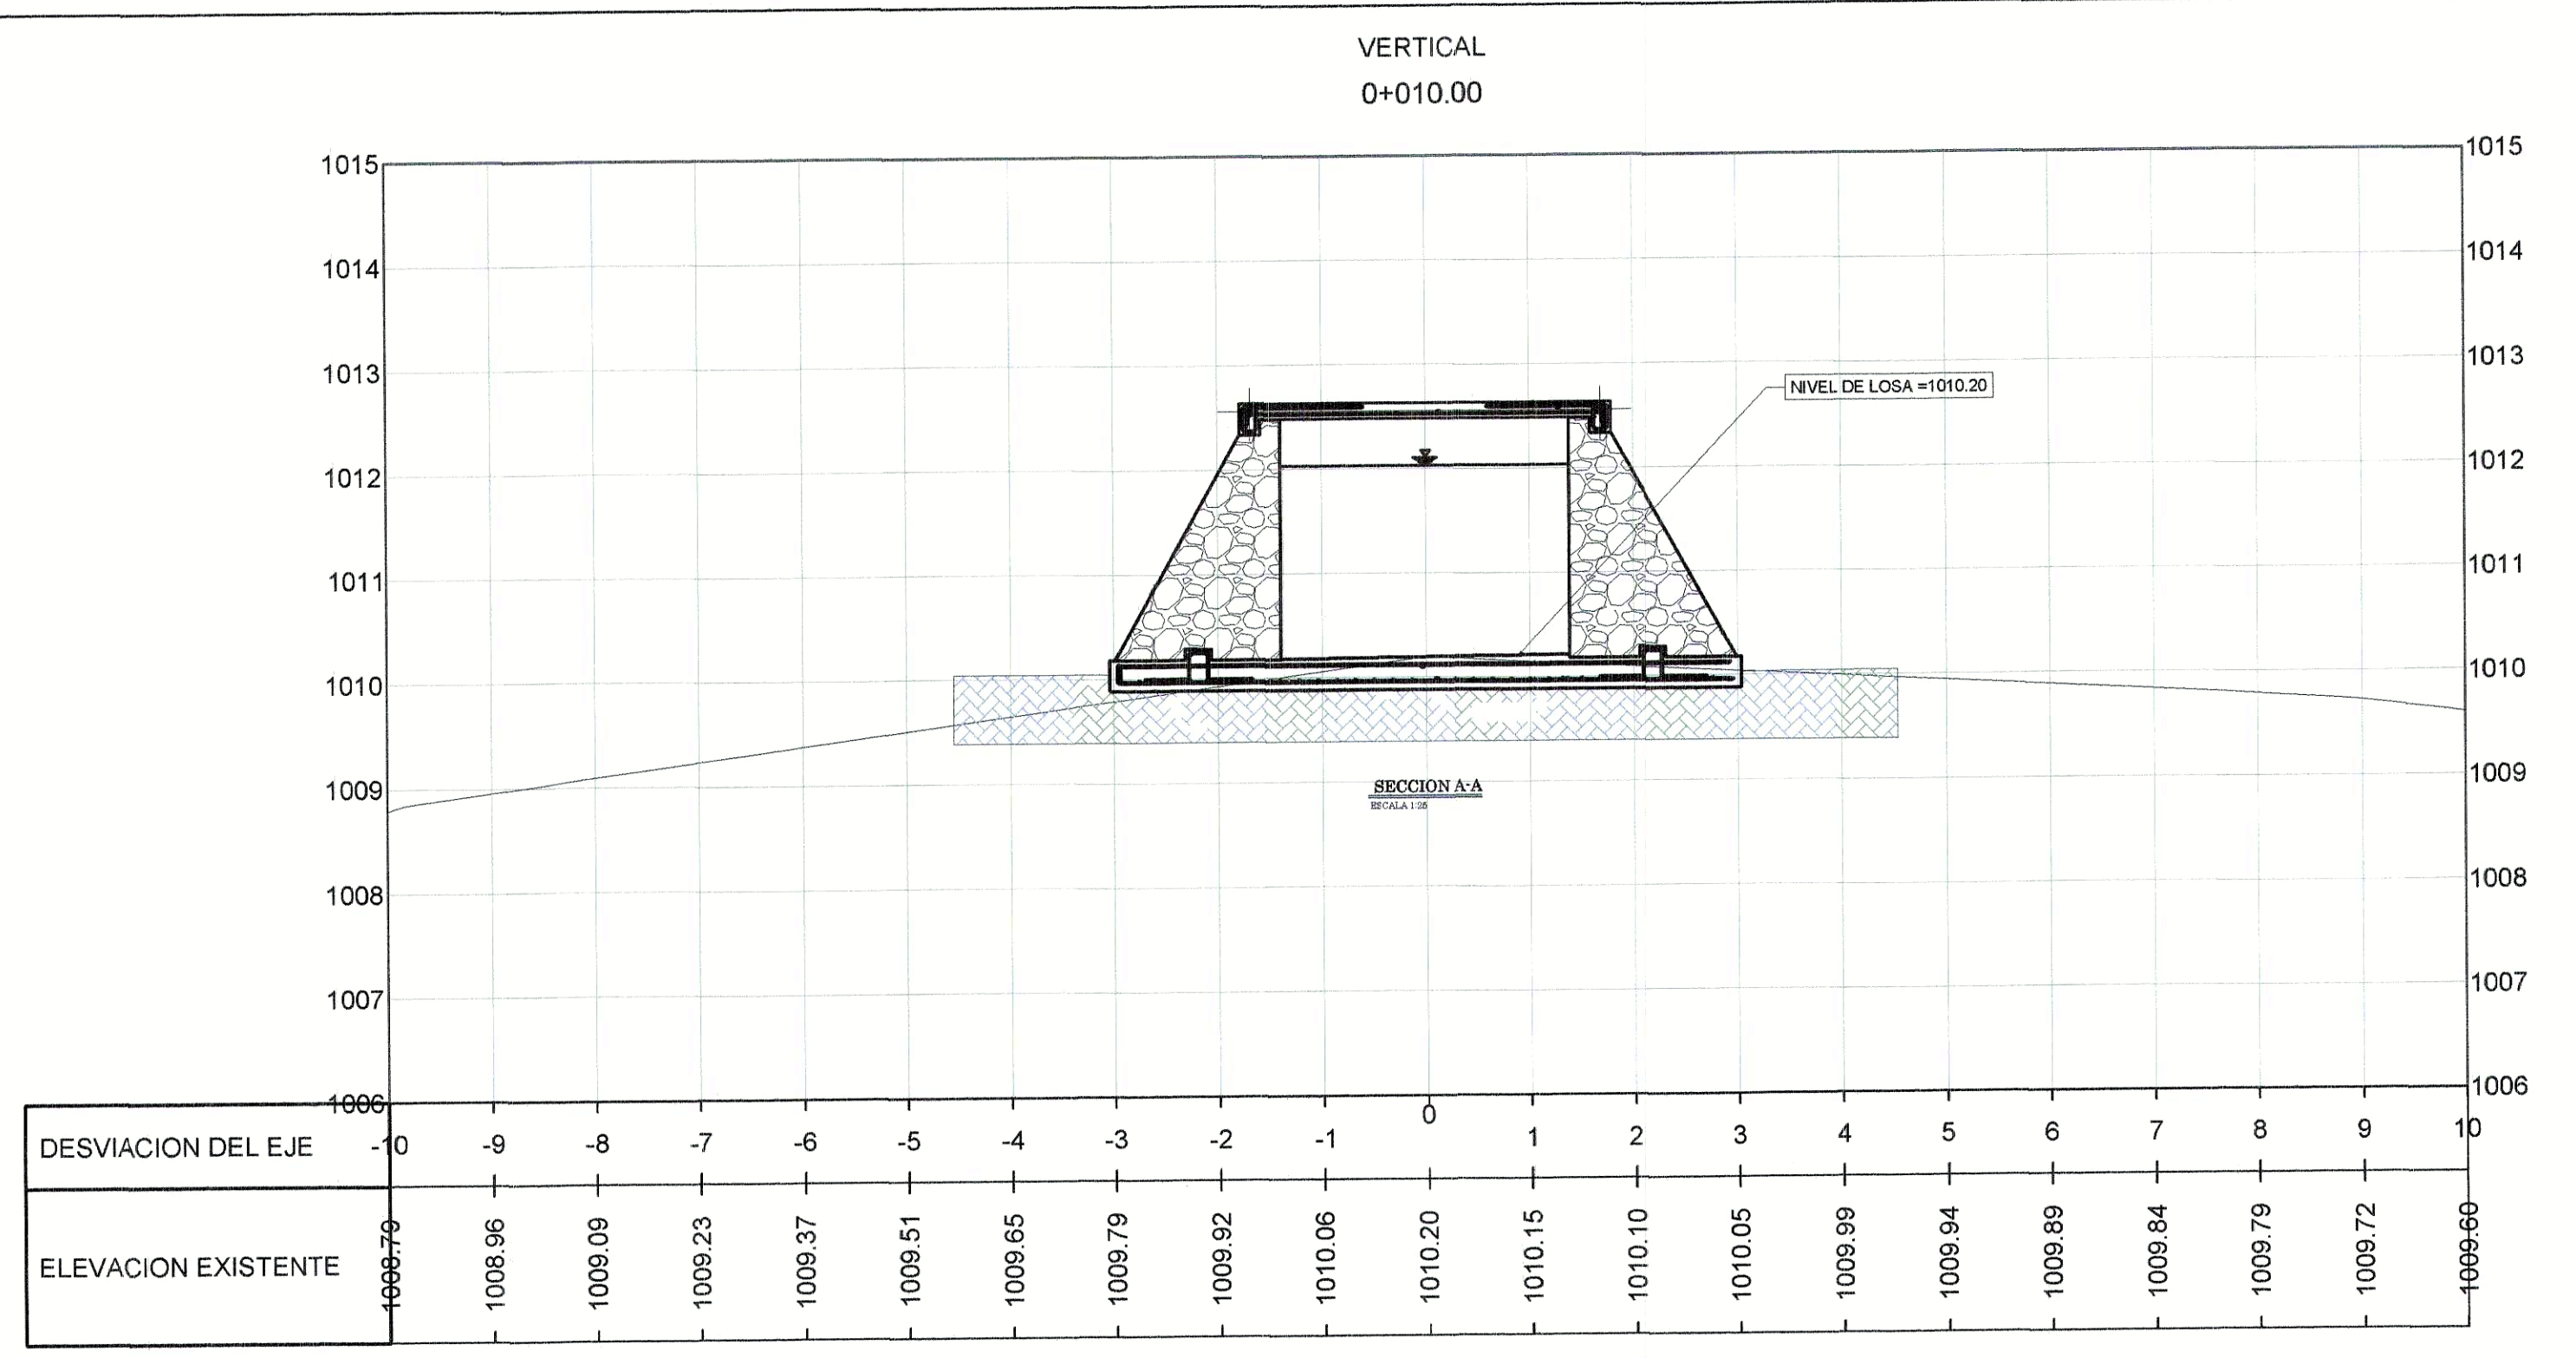 VERTICAL
0+010.00
1015 1015
1014 1014
1013 1013
NIVEL DE LOSA =1010.20
1012 1012
1011 1011
1010 1010
1009 1009
SECCION A-A
ESCALA 1:25
1008 1008
1007 1007
1006 1006
DESVIACION DEL EJE -10 -9 -8 -7 -6 -5 -4 -3 -2 -1 0 1 2 3 4 5 6 7 8 9 10
ELEVACION EXISTENTE 1008.79 1008.96 1009.09 1009.23 1009.37 1009.51 1009.65 1009.79 1009.92 1010.06 1010.20 1010.15 1010.10 1010.05 1009.99 1009.94 1009.89 1009.84 1009.79 1009.72 1009.60